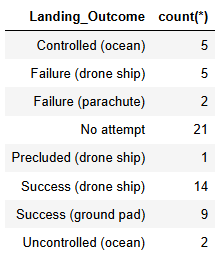 Landing_Outcome count(*)
Controlled (ocean) 5
Failure (drone ship) 5
Failure (parachute) 2
No attempt 21
Precluded (drone ship) 1
Success (drone ship) 14
Success (ground pad) 9
Uncontrolled (ocean) 2